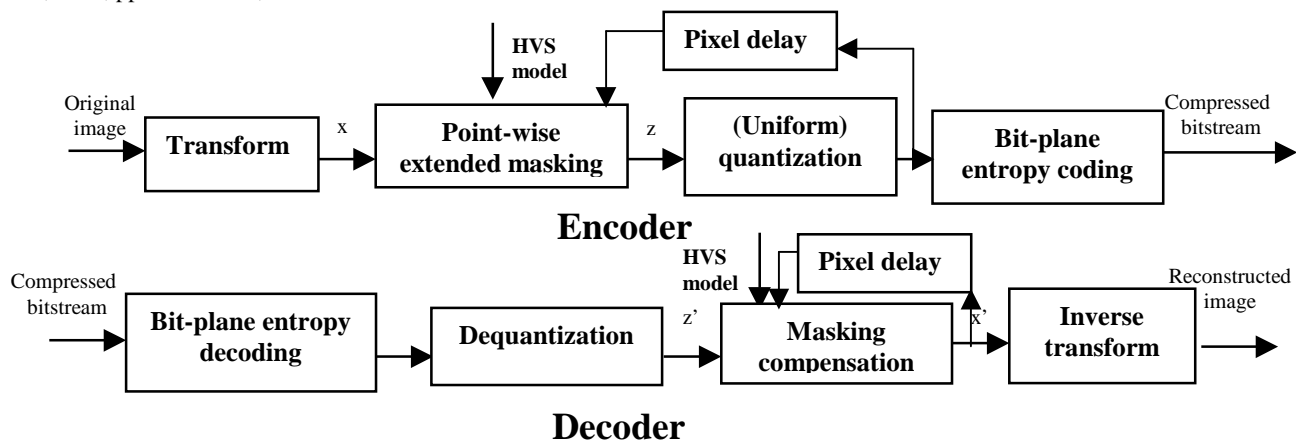 Pixel delay
HVS
model
Original
image
Transform
x
Point-wise
extended masking
z
(Uniform)
quantization
Bit-plane
entropy coding
Compressed
bitstream
Encoder
HVS
model
Pixel delay
Compressed
bitstream
Bit-plane entropy
decoding
Dequantization
z’
Masking
compensation
x’
Inverse
transform
Reconstructed
image
Decoder